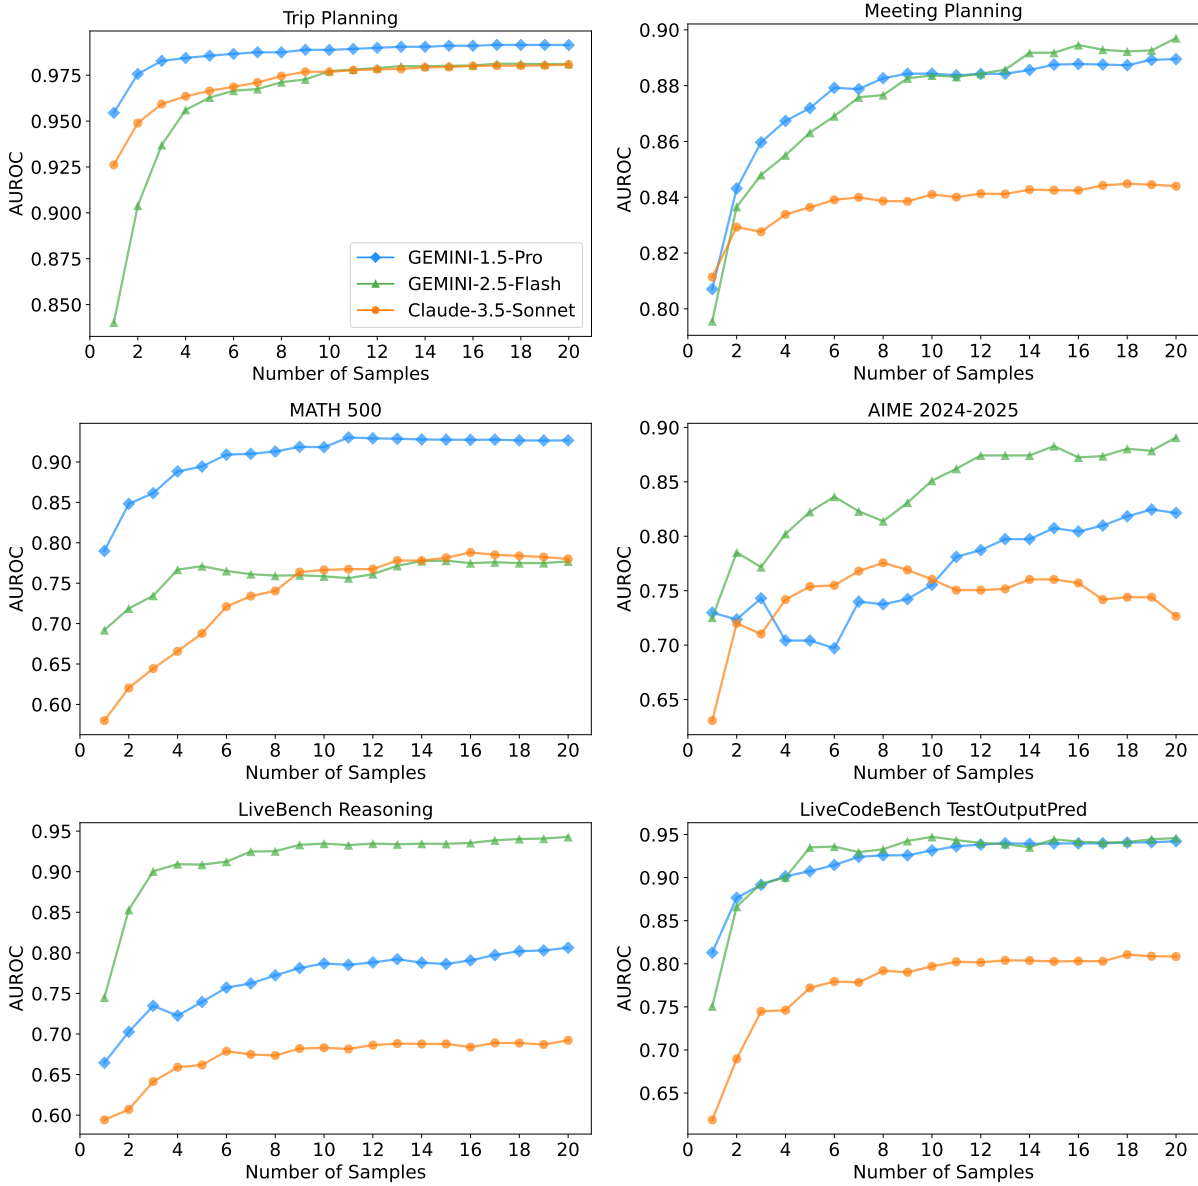 Trip Planning
AUROC
0.975
0.950
0.925
0.900
0.875
0.850
0 2 4 6 8 10 12 14 16 18 20
Number of Samples
GEMINI-1.5-Pro
GEMINI-2.5-Flash
Claude-3.5-Sonnet
Meeting Planning
AUROC
0.90
0.88
0.86
0.84
0.82
0.80
0 2 4 6 8 10 12 14 16 18 20
Number of Samples
MATH 500
AUROC
0.90
0.85
0.80
0.75
0.70
0.65
0.60
0 2 4 6 8 10 12 14 16 18 20
Number of Samples
AIME 2024-2025
AUROC
0.90
0.85
0.80
0.75
0.70
0.65
0 2 4 6 8 10 12 14 16 18 20
Number of Samples
LiveBench Reasoning
AUROC
0.95
0.90
0.85
0.80
0.75
0.70
0.65
0.60
0 2 4 6 8 10 12 14 16 18 20
Number of Samples
LiveCodeBench TestOutputPred
AUROC
0.95
0.90
0.85
0.80
0.75
0.70
0.65
0 2 4 6 8 10 12 14 16 18 20
Number of Samples